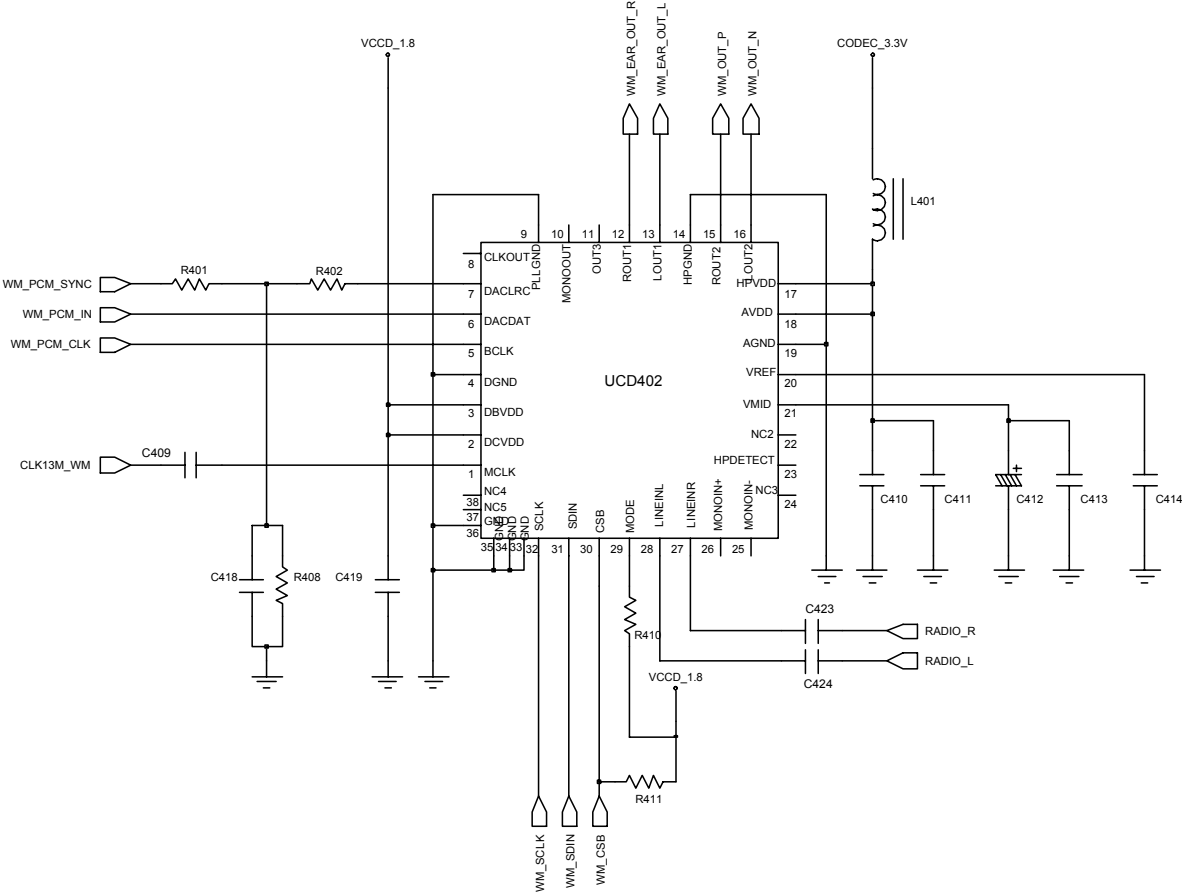 WM_EAR_OUT_R
WM_EAR_OUT_L
WM_OUT_P
WM_OUT_N
VCCD_1.8
CODEC_3.3V
L401
9
10
11
12
13
14
15
16
PLLGND
MONOOUT
OUT3
ROUT1
LOUT1
HPGND
ROUT2
LOUT2
CLKOUT
8
R401
R402
WM_PCM_SYNC
DACLRC
7
HPVDD
17
WM_PCM_IN
DACDAT
6
AVDD
18
WM_PCM_CLK
BCLK
5
AGND
19
DGND
4
UCD402
VREF
20
DBVDD
3
VMID
21
DCVDD
2
NC2
22
C409
CLK13M_WM
MCLK
1
HPDETECT
23
NC4
38
NC5
37
GND
36
NC3
24
GND
GND
GND
SCLK
SDIN
CSB
MODE
LINEINL
LINEINR
MONOIN+
MONOIN-
35
34
33
32
31
30
29
28
27
26
25
C410
C411
+
C412
C413
C414
C418
R408
C419
C423
R410
RADIO_R
RADIO_L
C424
VCCD_1.8
R411
WM_SCLK
WM_SDIN
WM_CSB